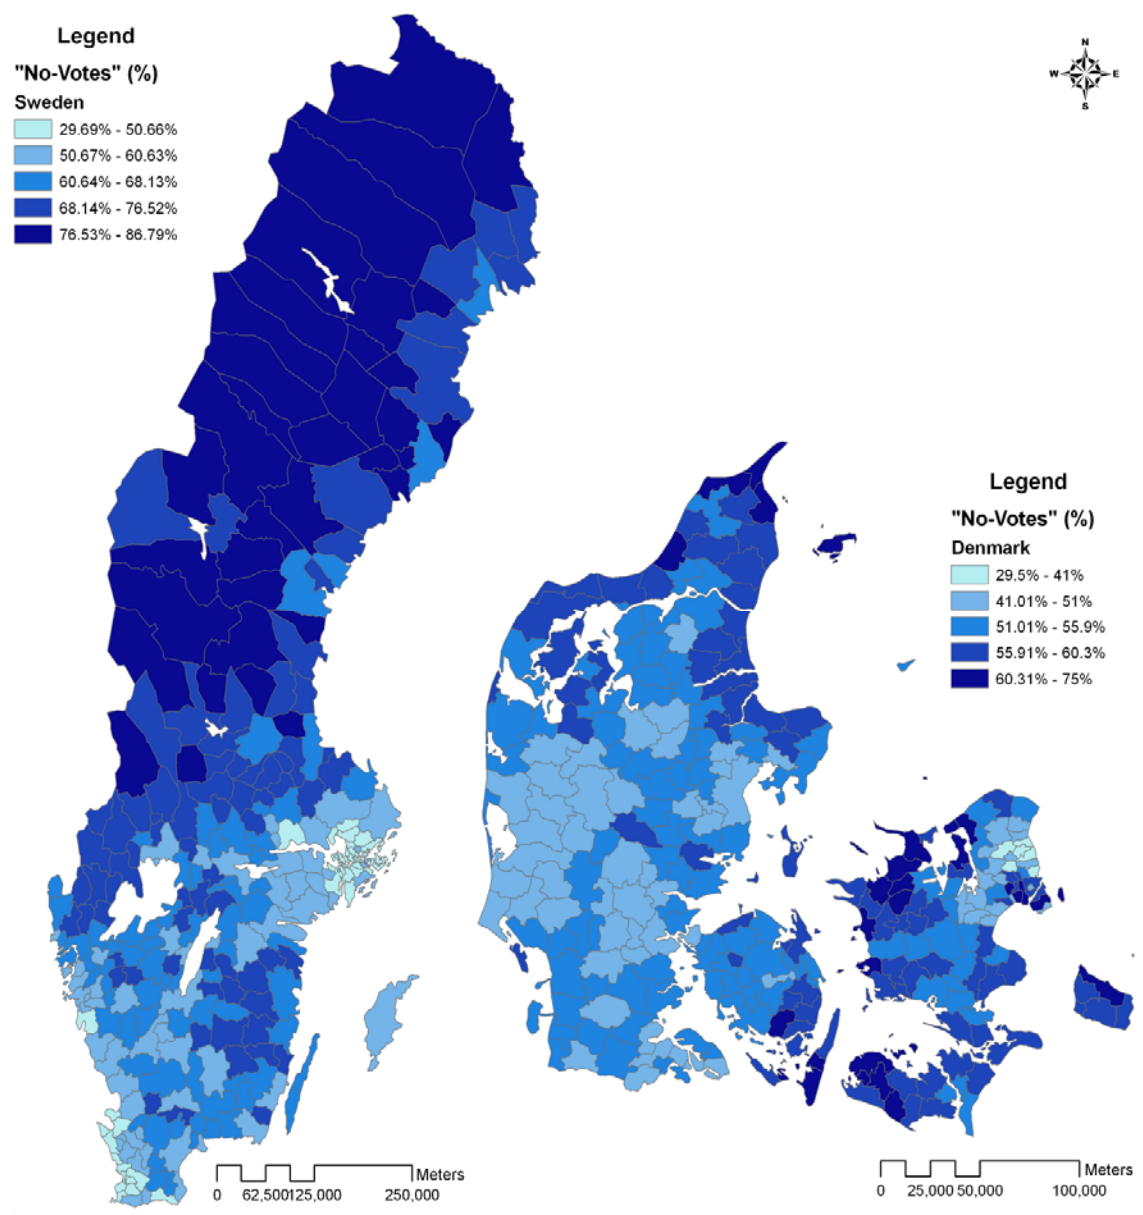 Legend
"No-Votes" (%)
Sweden
29.69% - 50.66%
50.67% - 60.63%
60.64% - 68.13%
68.14% - 76.52%
76.53% - 86.79%
N
W E
S
Legend
"No-Votes" (%)
Denmark
29.5% - 41%
41.01% - 51%
51.01% - 55.9%
55.91% - 60.3%
60.31% - 75%
Meters
0 62,500125,000 250,000
Meters
0 25,000 50,000 100,000